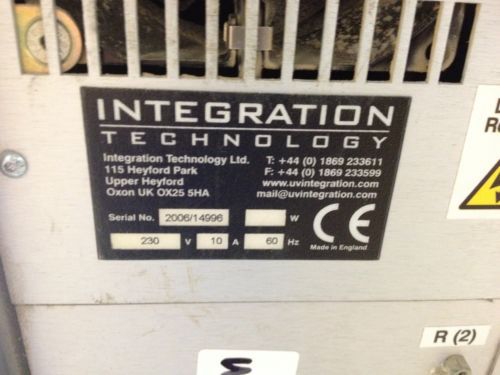 INTEGRATION
TECHNOLOGY
Integration Technology Ltd.
115 Heyford Park
Upper Heyford
Oxon UK OX25 5HA
T: +44 (0) 1869 233611
F: +44 (0) 1869 233599
www.uvintegration.com
mail@uvintegration.com
Serial No. 2006/14996 W
230 V 10 A 60 Hz
CE
Made in England
R (2)